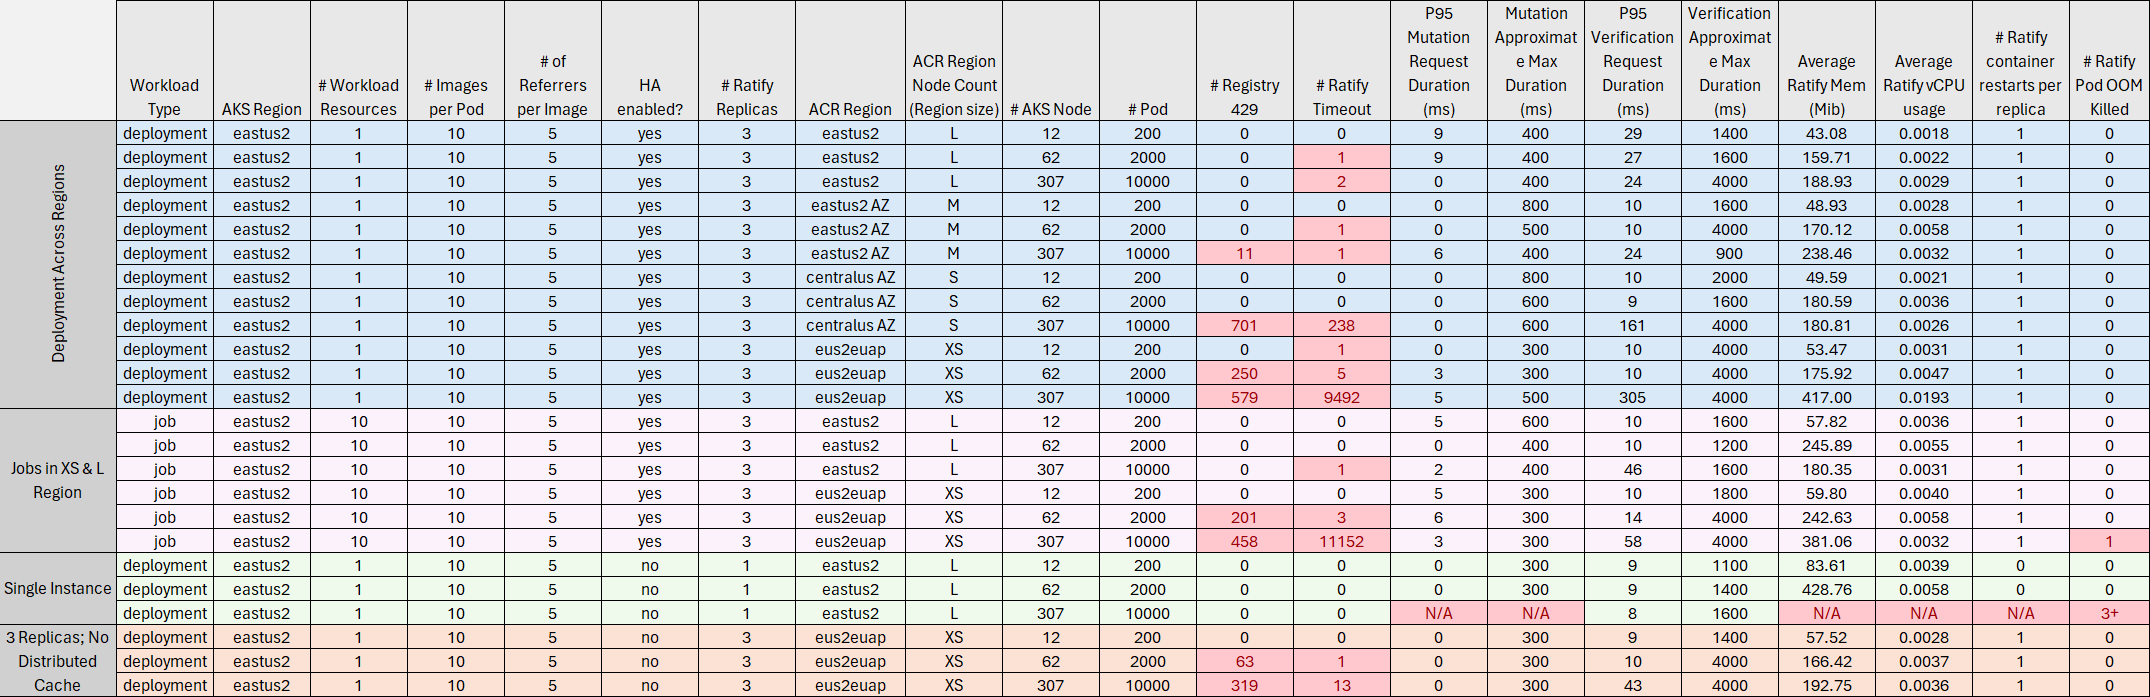 Workload Type	AKS Region	# Workload Resources	# Images per Pod	# of Referrers per Image	HA enabled?	# Ratify Replicas	ACR Region	ACR Region Node Count (Region size)	# AKS Node	# Pod	# Registry 429	# Ratify Timeout	P95 Mutation Request Duration (ms)	Mutation Approximate Max Duration (ms)	P95 Verification Request Duration (ms)	Verification Approximate Max Duration (ms)	Average Ratify Mem (Mib)	Average Ratify vCPU usage	# Ratify container restarts per replica	# Ratify Pod OOM Killed
Deployment Across Regions
deployment	eastus2	1	10	5	yes	3	eastus2	L	12	200	0	0	9	400	29	1400	43.08	0.0018	1	0
deployment	eastus2	1	10	5	yes	3	eastus2	L	62	2000	0	1	9	400	27	1600	159.71	0.0022	1	0
deployment	eastus2	1	10	5	yes	3	eastus2	L	307	10000	0	2	0	400	24	4000	188.93	0.0029	1	0
deployment	eastus2	1	10	5	yes	3	eastus2 AZ	M	12	200	0	0	0	800	10	1600	48.93	0.0028	1	0
deployment	eastus2	1	10	5	yes	3	eastus2 AZ	M	62	2000	0	1	0	500	10	4000	170.12	0.0058	1	0
deployment	eastus2	1	10	5	yes	3	eastus2 AZ	M	307	10000	11	1	6	400	24	900	238.46	0.0032	1	0
deployment	eastus2	1	10	5	yes	3	centralus AZ	S	12	200	0	0	0	800	10	2000	49.59	0.0021	1	0
deployment	eastus2	1	10	5	yes	3	centralus AZ	S	62	2000	0	0	0	600	9	1600	180.59	0.0036	1	0
deployment	eastus2	1	10	5	yes	3	centralus AZ	S	307	10000	701	238	0	600	161	4000	180.81	0.0026	1	0
deployment	eastus2	1	10	5	yes	3	eus2euap	XS	12	200	0	1	0	300	10	4000	53.47	0.0031	1	0
deployment	eastus2	1	10	5	yes	3	eus2euap	XS	62	2000	250	5	3	300	10	4000	175.92	0.0047	1	0
deployment	eastus2	1	10	5	yes	3	eus2euap	XS	307	10000	579	9492	5	500	305	4000	417.00	0.0193	1	0
Jobs in XS & L Region
job	eastus2	10	10	5	yes	3	eastus2	L	12	200	0	0	5	600	10	1600	57.82	0.0036	1	0
job	eastus2	10	10	5	yes	3	eastus2	L	62	2000	0	0	0	400	10	1200	245.89	0.0055	1	0
job	eastus2	10	10	5	yes	3	eastus2	L	307	10000	0	1	2	400	46	1600	180.35	0.0031	1	0
job	eastus2	10	10	5	yes	3	eus2euap	XS	12	200	0	0	5	300	10	1800	59.80	0.0040	1	0
job	eastus2	10	10	5	yes	3	eus2euap	XS	62	2000	201	3	6	300	14	4000	242.63	0.0058	1	0
job	eastus2	10	10	5	yes	3	eus2euap	XS	307	10000	458	11152	3	300	58	4000	381.06	0.0032	1	1
Single Instance
deployment	eastus2	1	10	5	no	1	eastus2	L	12	200	0	0	0	300	9	1100	83.61	0.0039	0	0
deployment	eastus2	1	10	5	no	1	eastus2	L	62	2000	0	0	0	300	9	1400	428.76	0.0058	0	0
deployment	eastus2	1	10	5	no	1	eastus2	L	307	10000	0	0	N/A	N/A	8	1600	N/A	N/A	N/A	3+
3 Replicas; No Distributed Cache
deployment	eastus2	1	10	5	no	3	eus2euap	XS	12	200	0	0	0	300	9	1400	57.52	0.0028	1	0
deployment	eastus2	1	10	5	no	3	eus2euap	XS	62	2000	63	1	0	300	10	4000	166.42	0.0037	1	0
deployment	eastus2	1	10	5	no	3	eus2euap	XS	307	10000	319	13	0	300	43	4000	192.75	0.0036	1	0